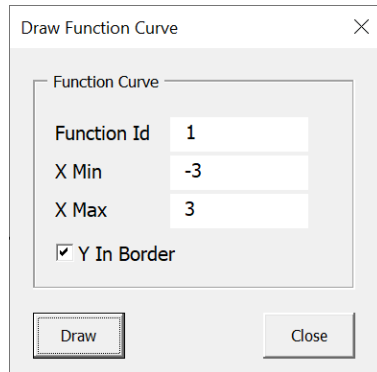 Draw Function Curve
Function Curve
Function Id 1
X Min -3
X Max 3
Y In Border
Draw Close